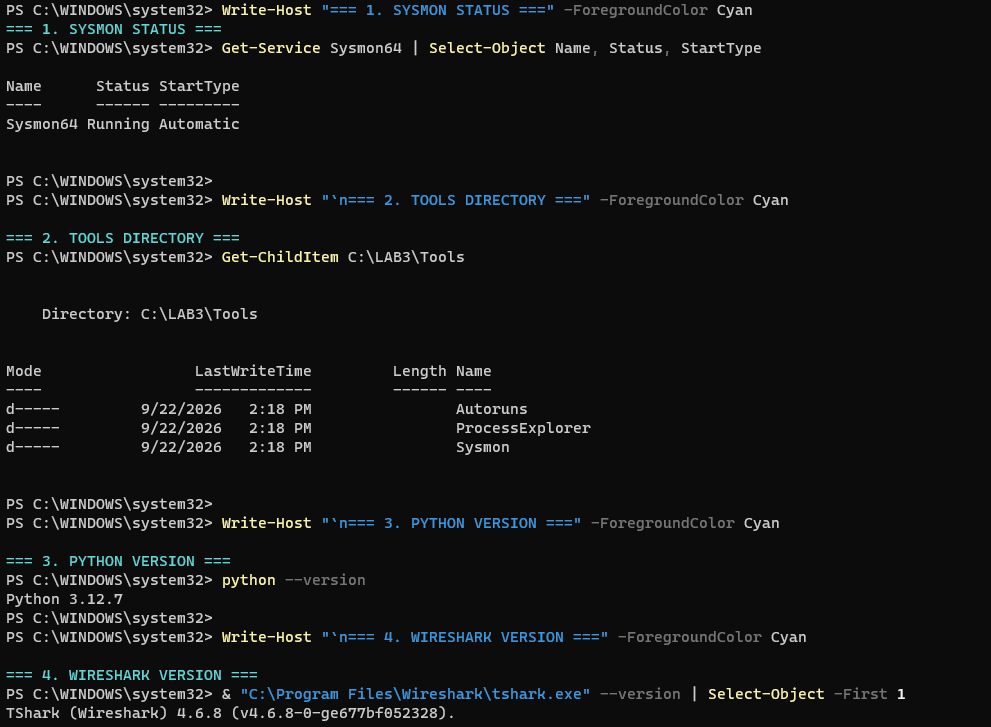 PS C:\WINDOWS\system32> Write-Host "=== 1. SYSMON STATUS ===" -ForegroundColor Cyan
=== 1. SYSMON STATUS ===
PS C:\WINDOWS\system32> Get-Service Sysmon64 | Select-Object Name, Status, StartType
Name      Status StartType
----      ------ ---------
Sysmon64 Running Automatic
PS C:\WINDOWS\system32>
PS C:\WINDOWS\system32> Write-Host "`n=== 2. TOOLS DIRECTORY ===" -ForegroundColor Cyan
=== 2. TOOLS DIRECTORY ===
PS C:\WINDOWS\system32> Get-ChildItem C:\LAB3\Tools
    Directory: C:\LAB3\Tools
Mode                 LastWriteTime         Length Name
----                 -------------         ------ ----
d-----         9/22/2026   2:18 PM                Autoruns
d-----         9/22/2026   2:18 PM                ProcessExplorer
d-----         9/22/2026   2:18 PM                Sysmon
PS C:\WINDOWS\system32>
PS C:\WINDOWS\system32> Write-Host "`n=== 3. PYTHON VERSION ===" -ForegroundColor Cyan
=== 3. PYTHON VERSION ===
PS C:\WINDOWS\system32> python --version
Python 3.12.7
PS C:\WINDOWS\system32>
PS C:\WINDOWS\system32> Write-Host "`n=== 4. WIRESHARK VERSION ===" -ForegroundColor Cyan
=== 4. WIRESHARK VERSION ===
PS C:\WINDOWS\system32> & "C:\Program Files\Wireshark\tshark.exe" --version | Select-Object -First 1
TShark (Wireshark) 4.6.8 (v4.6.8-0-ge677bf052328).